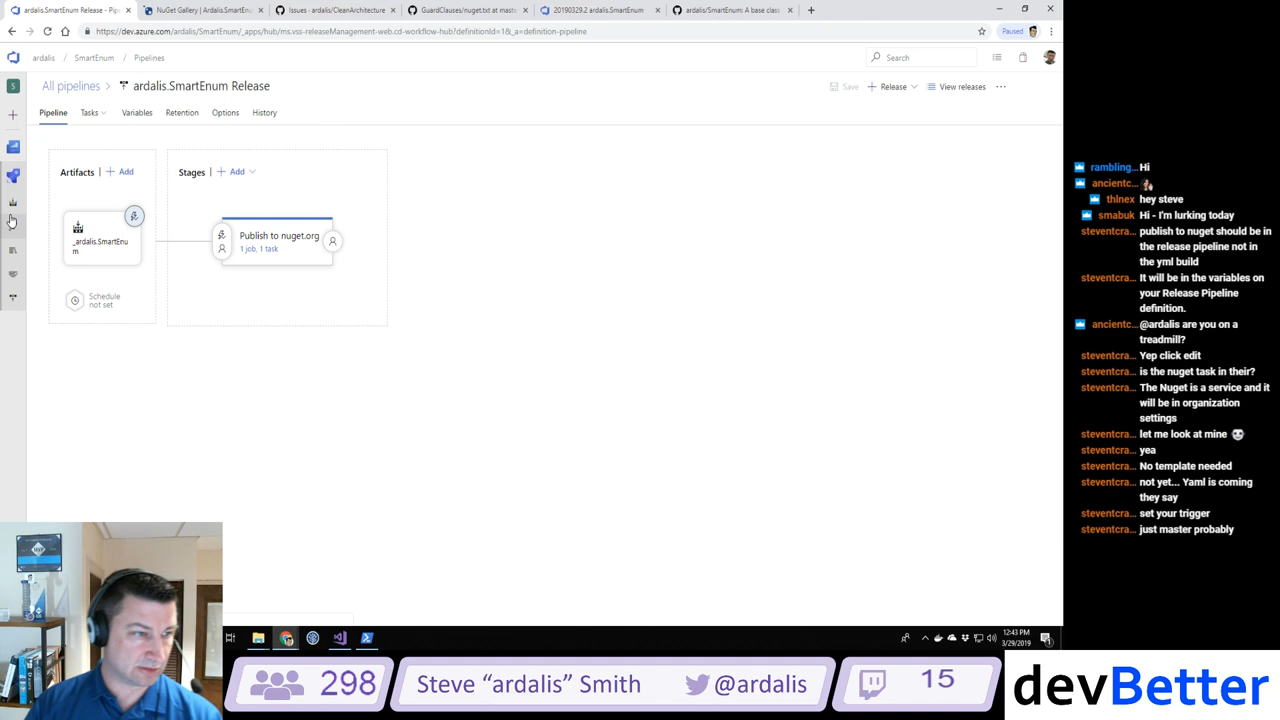 ardalis.SmartEnum Release - Pip
NuGet Gallery | Ardalis.SmartEnum
Issues · ardalis/CleanArchitecture
GuardClauses/nuget.txt at master
20190329.2 ardalis.SmartEnum
ardalis/SmartEnum: A base class
https://dev.azure.com/ardalis/SmartEnum/_apps/hub/ms.vss-releaseManagement-web.cd-workflow-hub?definitionId=1&_a=definition-pipeline
Paused
ardalis / SmartEnum / Pipelines
Search
S
All pipelines > ardalis.SmartEnum Release
Save
+ Release
View releases
Pipeline
Tasks
Variables
Retention
Options
History
Artifacts | + Add
Stages | + Add
_ardalis.SmartEnu
m
Publish to nuget.org
1 job, 1 task
Schedule
not set
rambling... Hi
ancientc...
thlnex hey steve
smabuk Hi - I'm lurking today
steventcra... publish to nuget should be in
the release pipeline not in
the yml build
steventcra... It will be in the variables on
your Release Pipeline
definition.
ancientc... @ardalis are you on a
treadmill?
steventcra... Yep click edit
steventcra... is the nuget task in their?
steventcra... The Nuget is a service and it
will be in organization
settings
steventcra... let me look at mine
steventcra... yea
steventcra... No template needed
steventcra... not yet... Yaml is coming
they say
steventcra... set your trigger
steventcra... just master probably
12:43 PM
3/29/2019
298
Steve "ardalis" Smith
@ardalis
15
devBetter